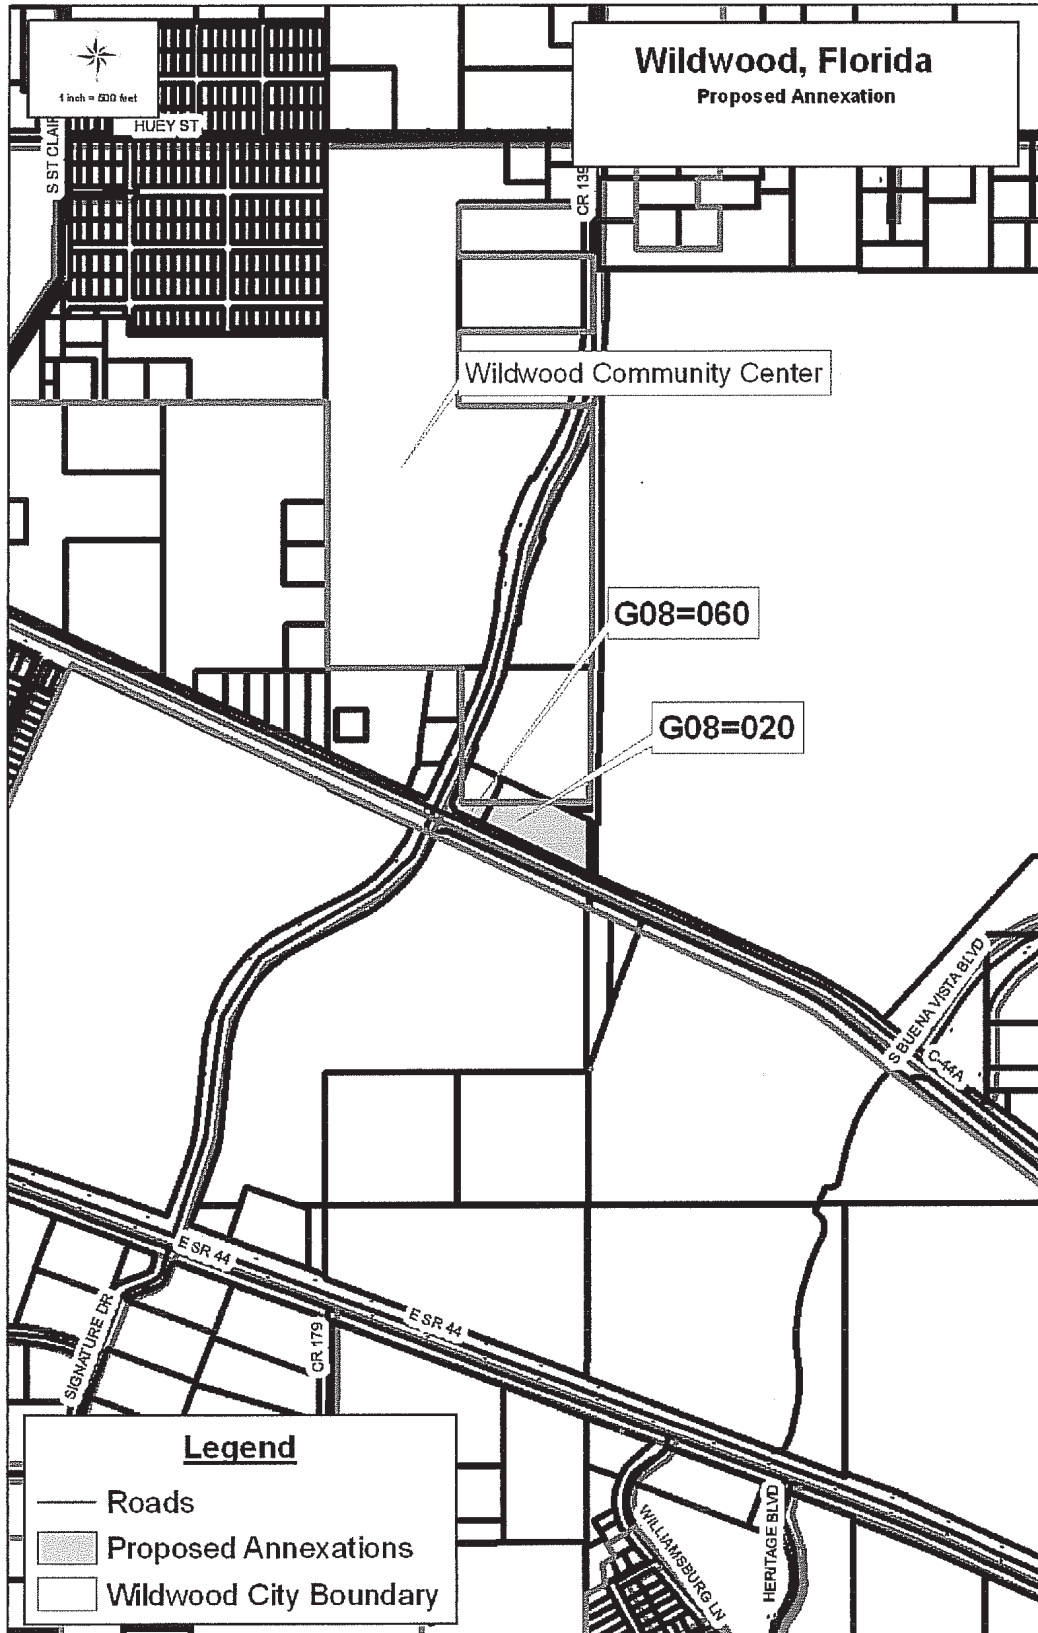 Wildwood, Florida
Proposed Annexation
1 inch = 600 feet
HUEY ST
S ST CLAIR
CR 139
Wildwood Community Center
G08=060
G08=020
S BUENA VISTA BLVD
C-44A
E SR 44
E SR 44
SIGNATURE DR
CR 179
WILLIAMSBURG LN
HERITAGE BLVD
Legend
Roads
Proposed Annexations
Wildwood City Boundary